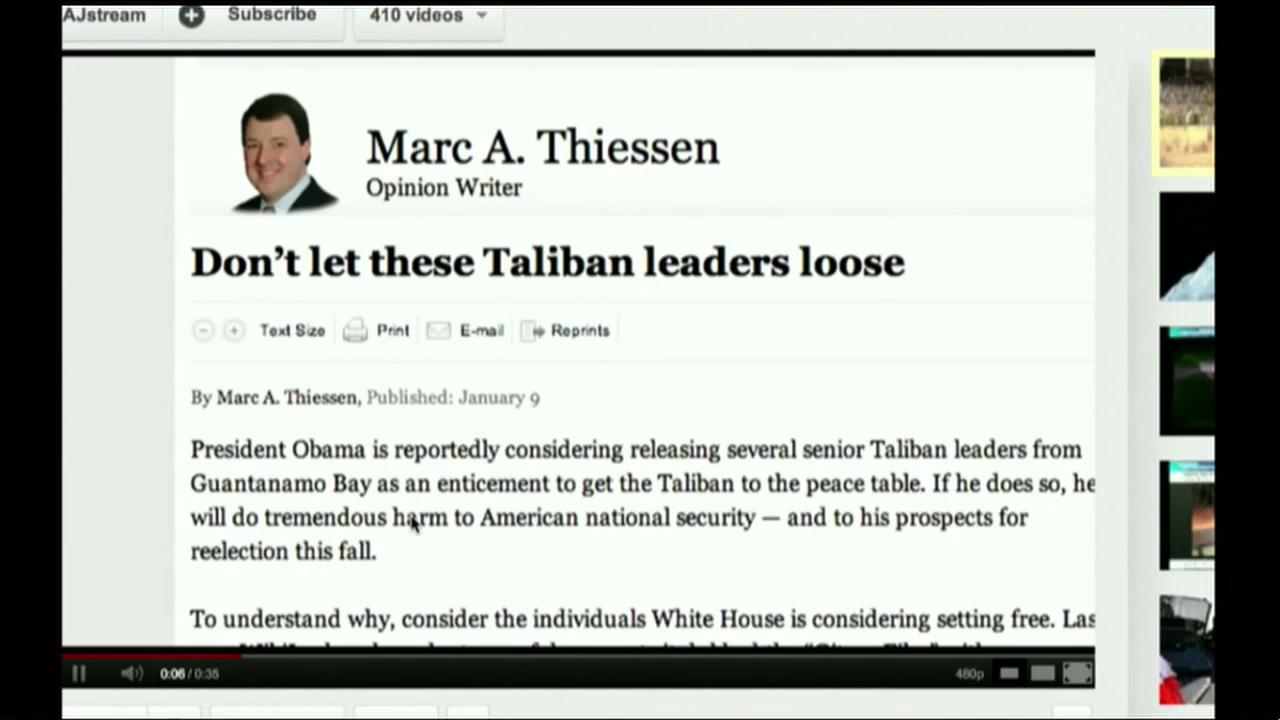 AJstream
Subscribe
410 videos
Marc A. Thiessen
Opinion Writer
Don't let these Taliban leaders loose
Text Size
Print
E-mail
Reprints
By Marc A. Thiessen, Published: January 9
President Obama is reportedly considering releasing several senior Taliban leaders from
Guantanamo Bay as an enticement to get the Taliban to the peace table. If he does so, he
will do tremendous harm to American national security — and to his prospects for
reelection this fall.
To understand why, consider the individuals White House is considering setting free. Las
0:06 / 0:35
480p